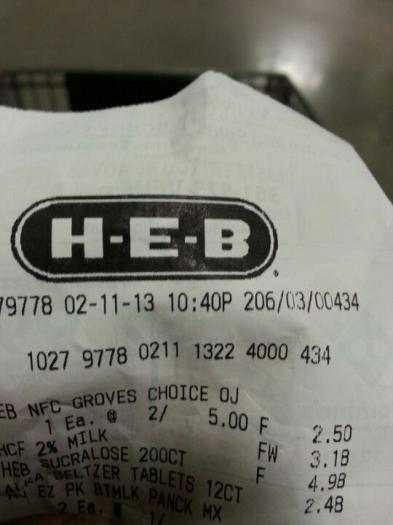 H-E-B
79778 02-11-13 10:40P 206/03/00434
1027 9778 0211 1322 4000 434
EB NFC GROVES CHOICE OJ
1 Ea. @ 2/ 5.00 F 2.50
HCF 2% MILK FW 3.18
HEB SUCRALOSE 200CT F 4.98
ALKA SELTZER TABLETS 12CT 2.48
EZ PK BTMLK PANCK MX
2 Ea. @ 1/